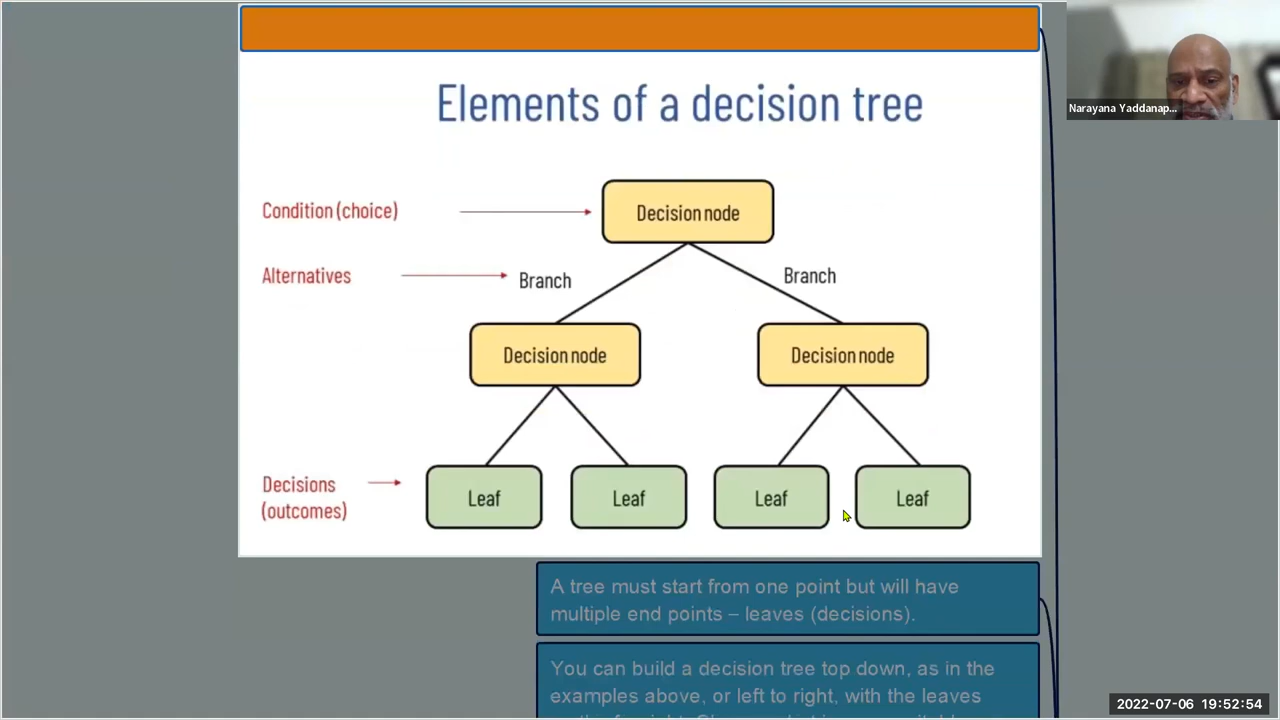 Narayana Yaddanap...
Elements of a decision tree
Condition (choice)
Decision node
Alternatives
Branch
Branch
Decision node
Decision node
Decisions
(outcomes)
Leaf
Leaf
Leaf
Leaf
A tree must start from one point but will have
multiple end points – leaves (decisions).
You can build a decision tree top down, as in the
examples above, or left to right, with the leaves
2022-07-06 19:52:54